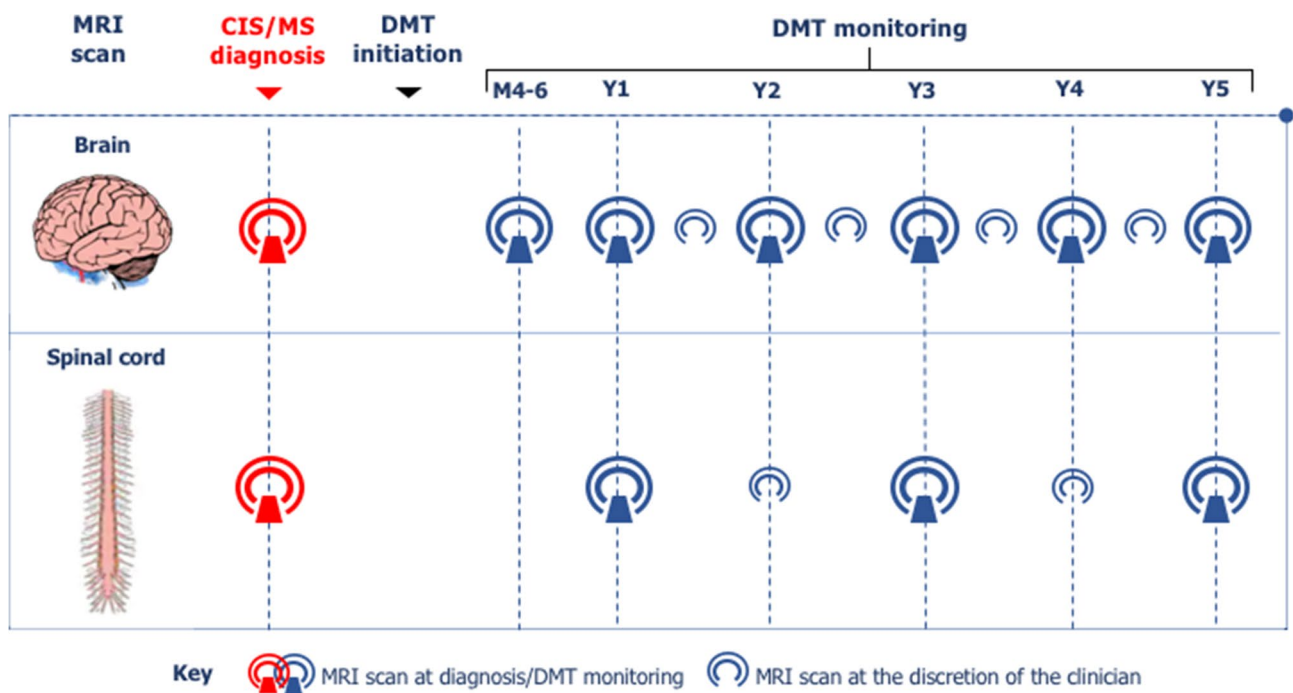 MRI
scan
CIS/MS
diagnosis
DMT
initiation
DMT monitoring
M4-6
Y1
Y2
Y3
Y4
Y5
Brain
Spinal cord
Key
MRI scan at diagnosis/DMT monitoring
MRI scan at the discretion of the clinician